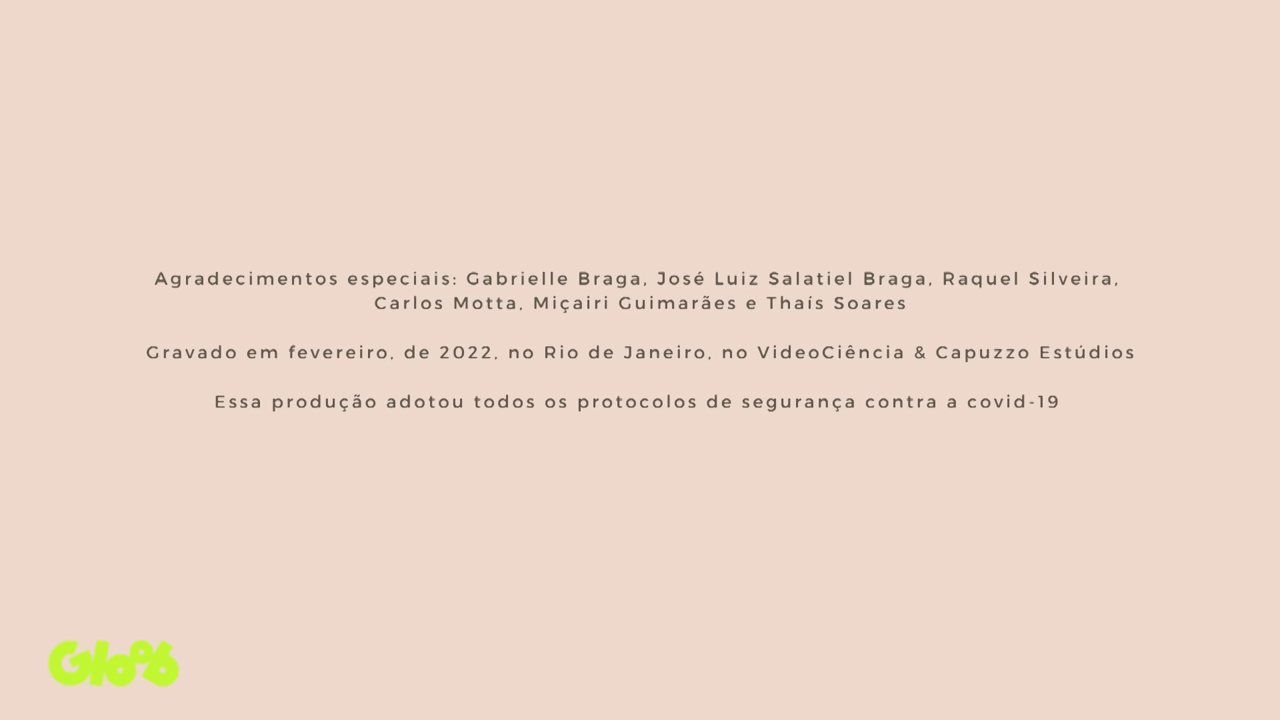 Agradecimentos especiais: Gabrielle Braga, José Luiz Salatiel Braga, Raquel Silveira,
Carlos Motta, Miçairi Guimarães e Thaís Soares
Gravado em fevereiro, de 2022, no Rio de Janeiro, no VideoCiência & Capuzzo Estúdios
Essa produção adotou todos os protocolos de segurança contra a covid-19
Gloob